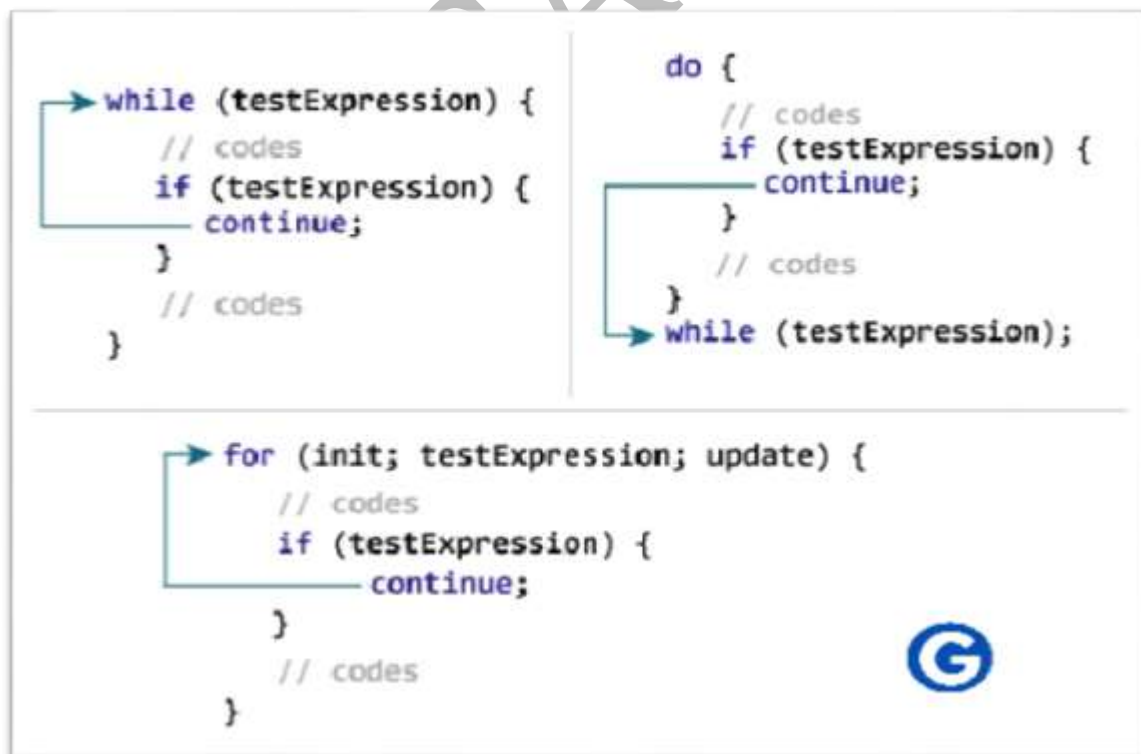 while (testExpression) {
// codes
if (testExpression) {
continue;
}
// codes
}
do {
// codes
if (testExpression) {
continue;
}
// codes
}
while (testExpression);
for (init; testExpression; update) {
// codes
if (testExpression) {
continue;
}
// codes
}
G